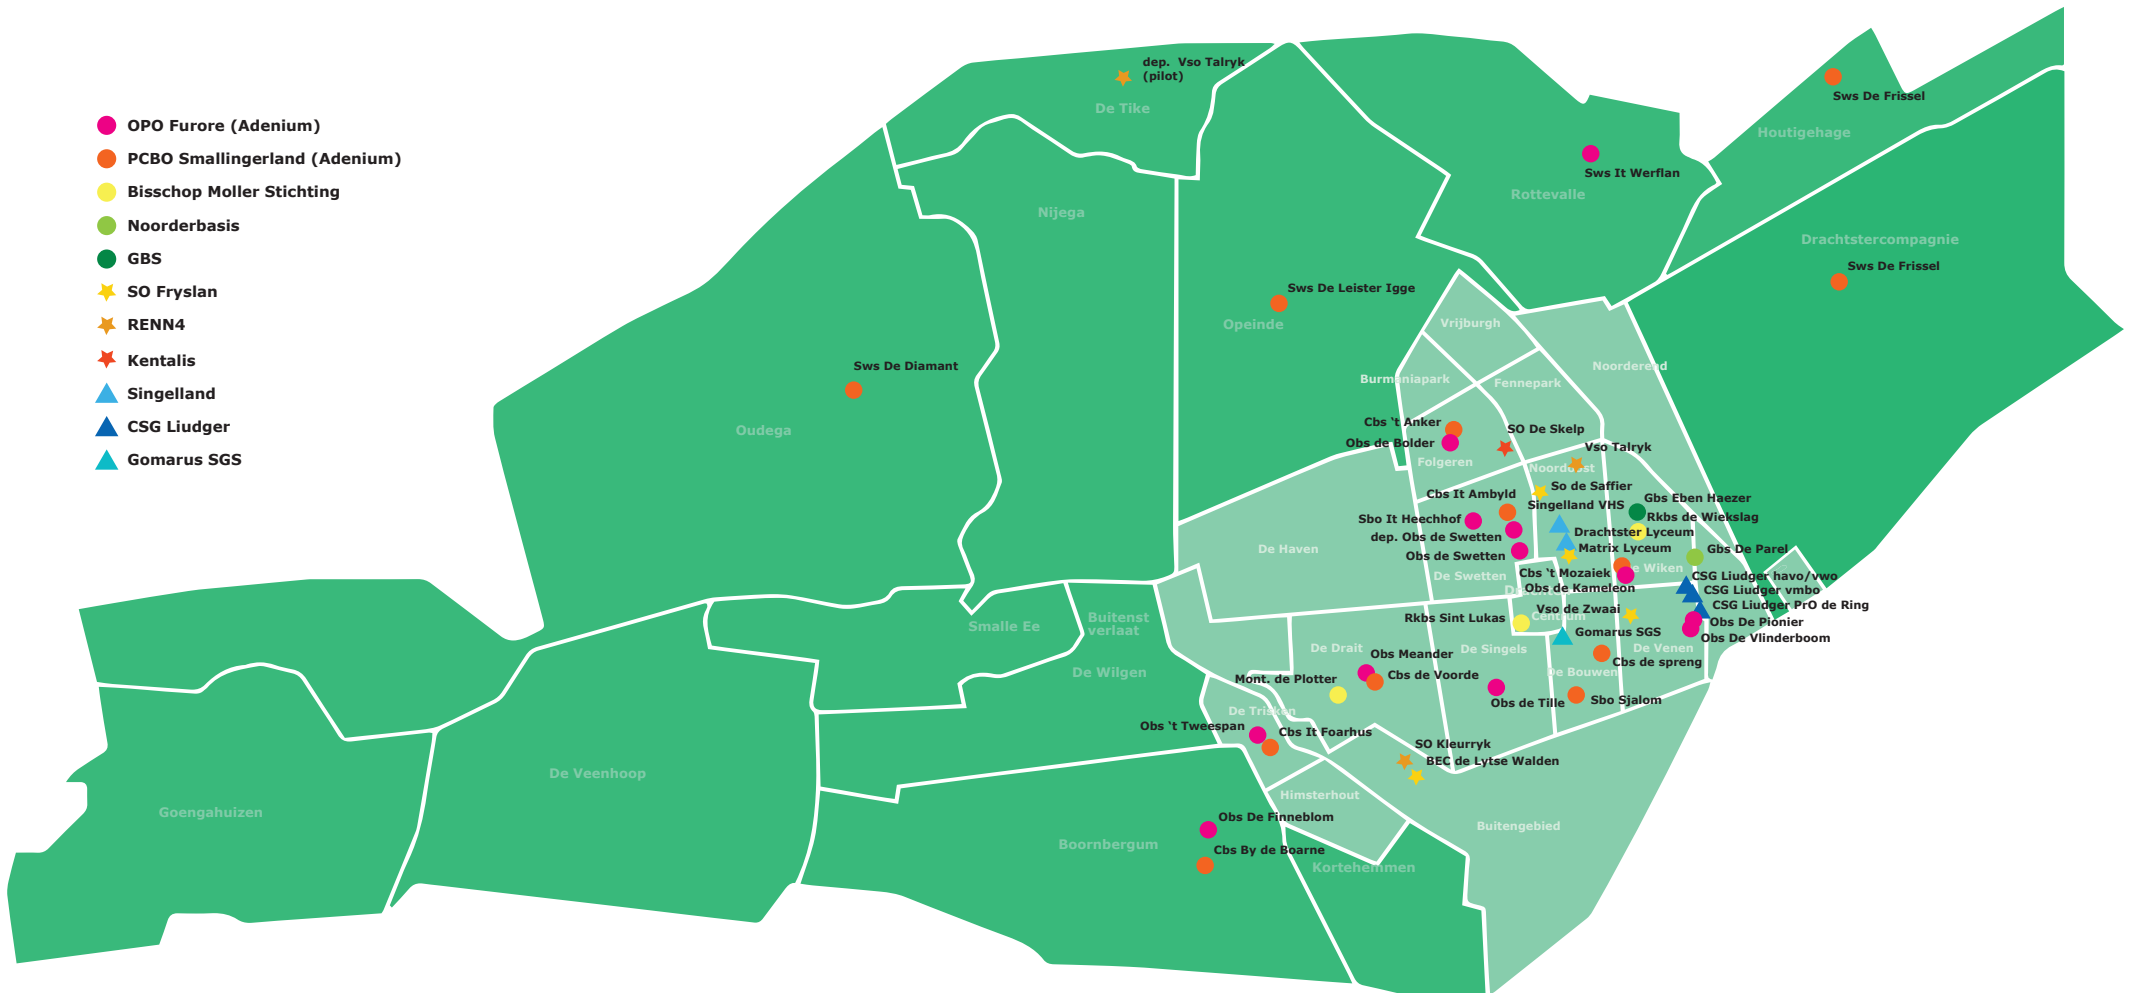 OPO Furore (Adenium)
PCBO Smallingerland (Adenium)
Bisschop Moller Stichting
Noorderbasis
GBS
SO Fryslan
RENN4
Kentalis
Singelland
CSG Liudger
Gomarus SGS
dep. Vso Talryk
(pilot)
De Tike
Sws De Frissel
Houtigehage
Sws It Werflan
Rottevalle
Nijega
Drachtstercompagnie
Sws De Frissel
Sws De Leister Igge
Opeinde
Vrijburgh
Sws De Diamant
Noorderend
Burmaniapark
Fennepark
Oudega
Cbs ‘t Anker
SO De Skelp
Obs de Bolder
Vso Talryk
Folgeren
Noordoost
So de Saffier
Cbs It Ambyld
Gbs Eben Haezer
Singelland VHS
Sbo It Heechhof
Rkbs de Wiekslag
Drachtster Lyceum
dep. Obs de Swetten
De Haven
Matrix Lyceum
Gbs De Parel
Obs de Swetten
De Wiken
De Swetten
Cbs ‘t Mozaiek
CSG Liudger havo/vwo
Obs de Kameleon
CSG Liudger vmbo
Vso de Zwaai
CSG Liudger PrO de Ring
Buitenst
verlaat
Smalle Ee
Rkbs Sint Lukas
Centrum
Obs De Pionier
Gomarus SGS
Obs De Vlinderboom
De Drait
De Singels
De Venen
Obs Meander
Cbs de spreng
De Wilgen
Cbs de Voorde
De Bouwen
Mont. de Plotter
Obs de Tille
Sbo Sjalom
De Trisken
Obs ‘t Tweespan
Cbs It Foarhus
SO Kleurryk
BEC de Lytse Walden
De Veenhoop
Himsterhout
Goengahuizen
Obs De Finneblom
Buitengebied
Boornbergum
Cbs By de Boarne
Kortehemmen